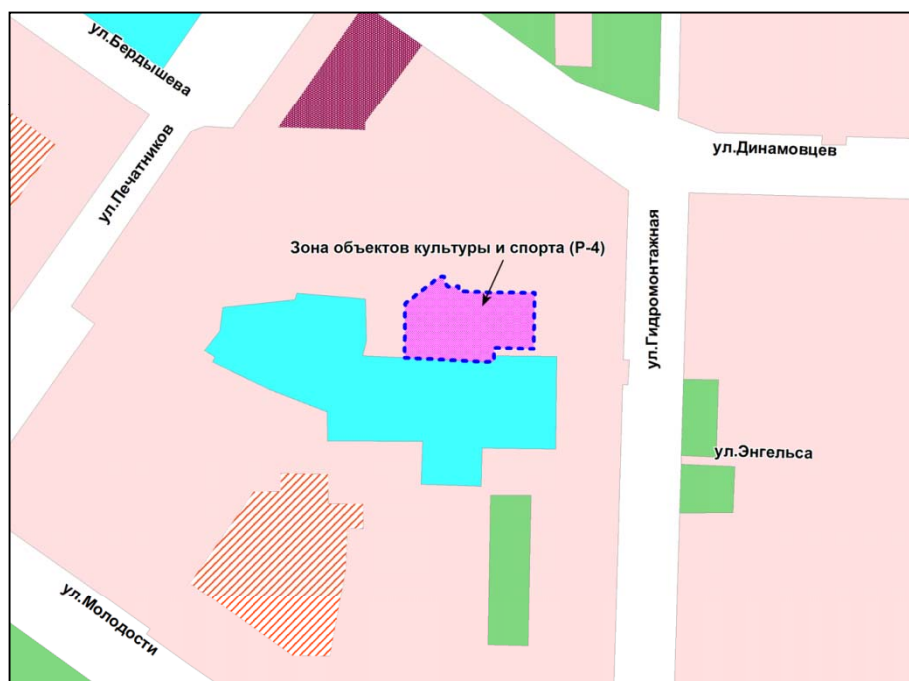 ул.Бердышева
ул.Печатников
ул.Динамовцев
Зона объектов культуры и спорта (Р-4)
ул.Гидромонтажная
ул.Энгельса
ул.Молодости